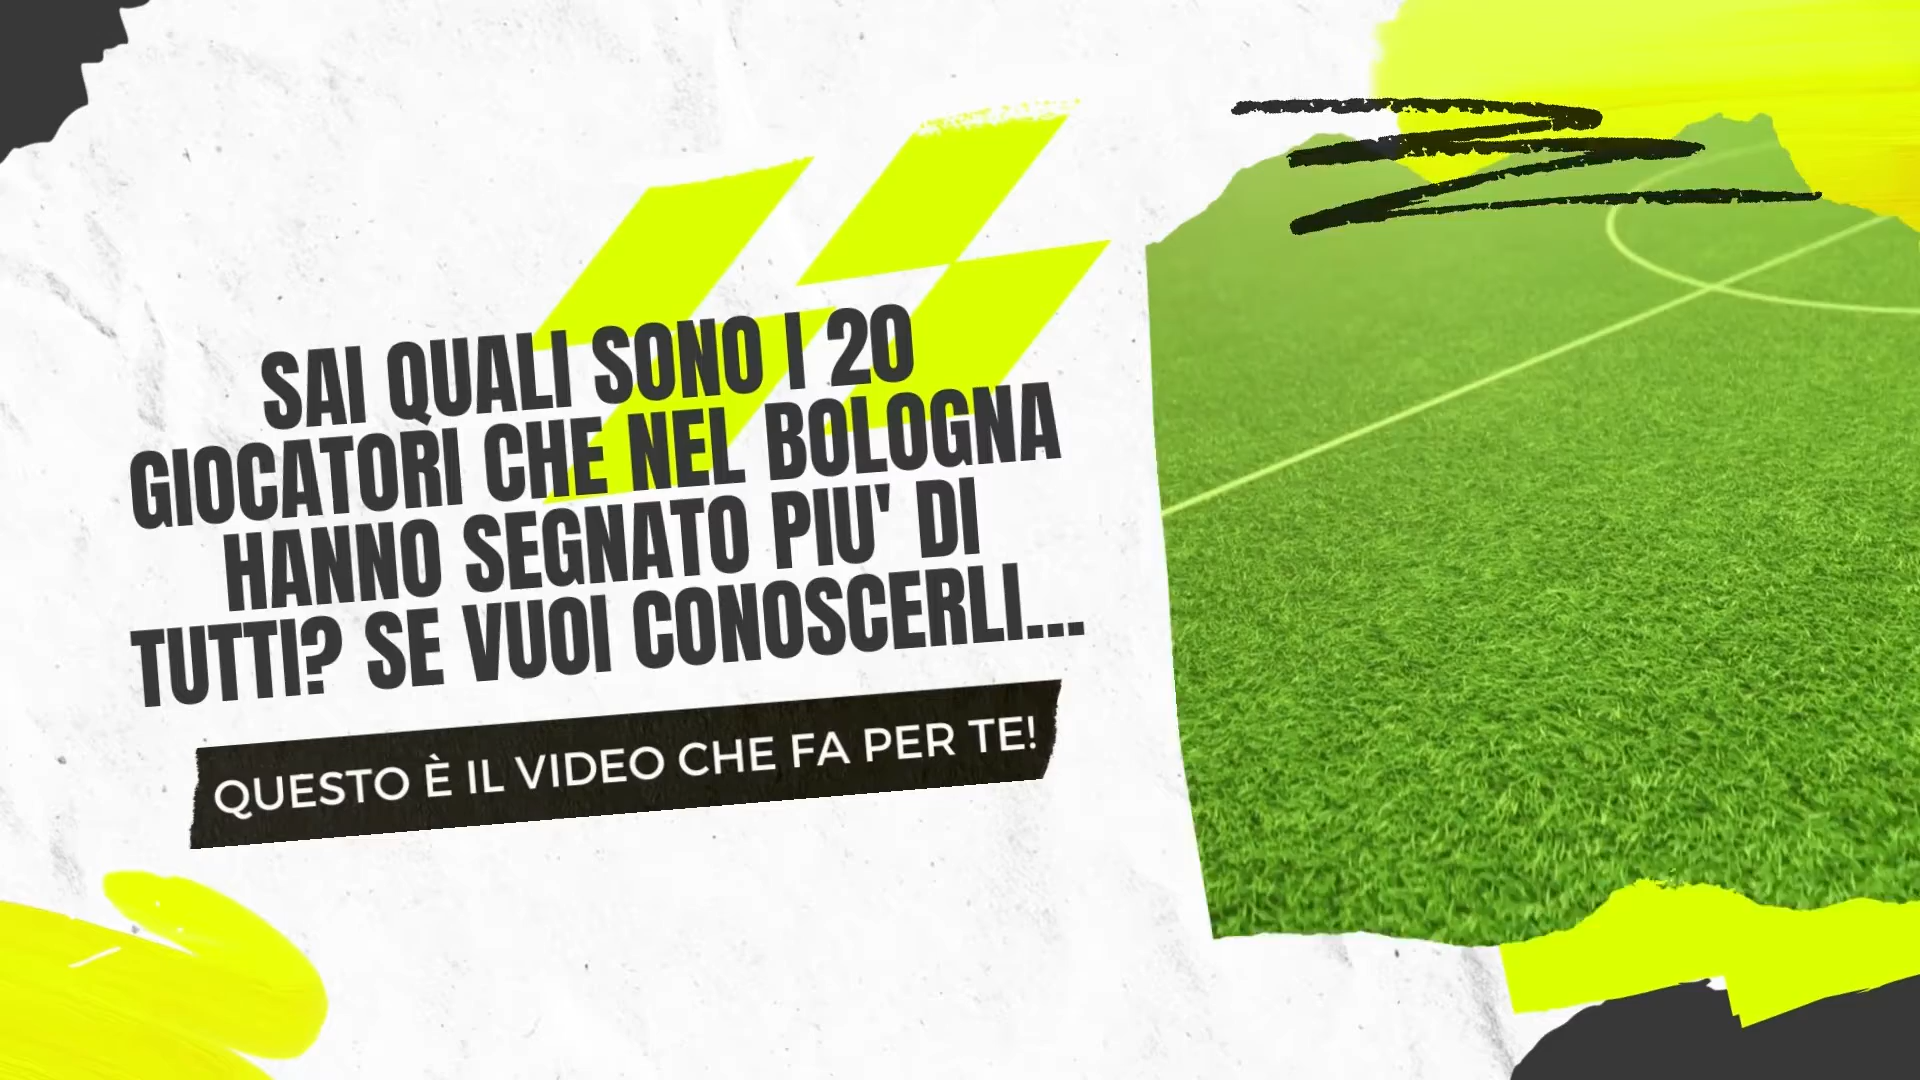 SAI QUALI SONO I 20
GIOCATORI CHE NEL BOLOGNA
HANNO SEGNATO PIU' DI
TUTTI? SE VUOI CONOSCERLI...
QUESTO È IL VIDEO CHE FA PER TE!